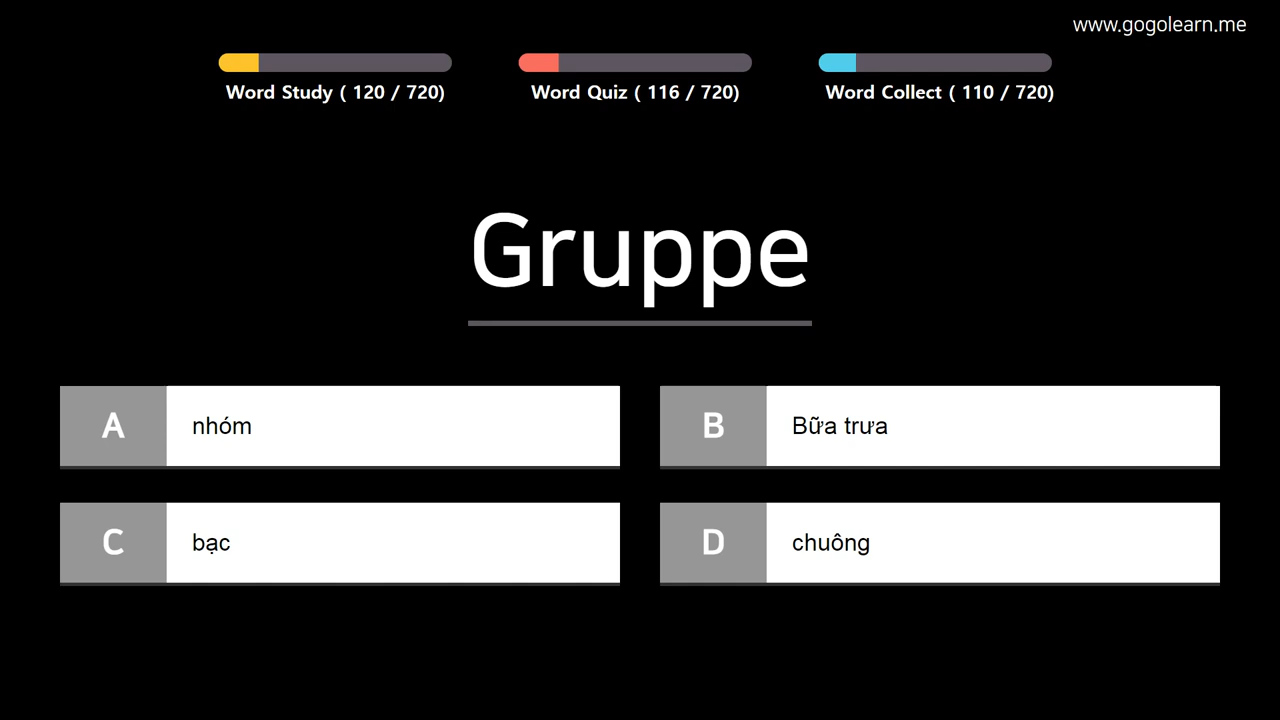 www.gogolearn.me
Word Study ( 120 / 720)
Word Quiz ( 116 / 720)
Word Collect ( 110 / 720)
Gruppe
A nhóm
B Bữa trưa
C bạc
D chuông